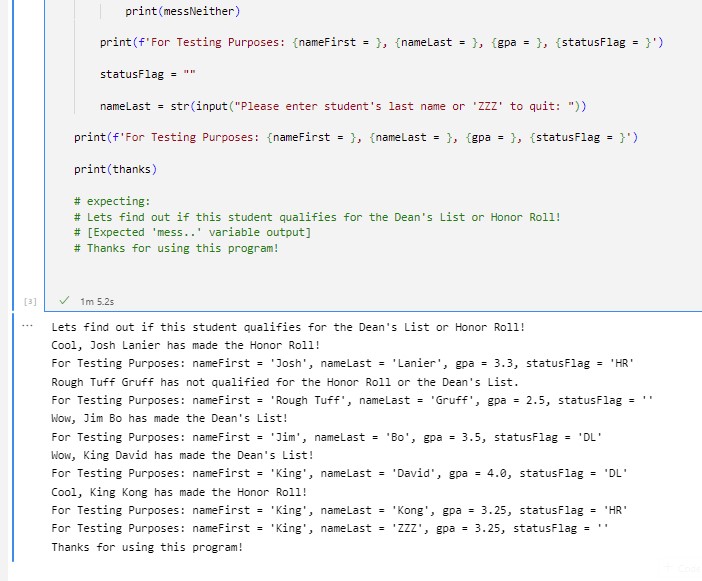 print(messNeither)
print(f'For Testing Purposes: {nameFirst = }, {nameLast = }, {gpa = }, {statusFlag = }')
statusFlag = ""
nameLast = str(input("Please enter student's last name or 'ZZZ' to quit: "))
print(f'For Testing Purposes: {nameFirst = }, {nameLast = }, {gpa = }, {statusFlag = }')
print(thanks)
# expecting:
# Lets find out if this student qualifies for the Dean's List or Honor Roll!
# [Expected 'mess..' variable output]
# Thanks for using this program!
[3] ✓ 1m 5.2s
... Lets find out if this student qualifies for the Dean's List or Honor Roll!
Cool, Josh Lanier has made the Honor Roll!
For Testing Purposes: nameFirst = 'Josh', nameLast = 'Lanier', gpa = 3.3, statusFlag = 'HR'
Rough Tuff Gruff has not qualified for the Honor Roll or the Dean's List.
For Testing Purposes: nameFirst = 'Rough Tuff', nameLast = 'Gruff', gpa = 2.5, statusFlag = ''
Wow, Jim Bo has made the Dean's List!
For Testing Purposes: nameFirst = 'Jim', nameLast = 'Bo', gpa = 3.5, statusFlag = 'DL'
Wow, King David has made the Dean's List!
For Testing Purposes: nameFirst = 'King', nameLast = 'David', gpa = 4.0, statusFlag = 'DL'
Cool, King Kong has made the Honor Roll!
For Testing Purposes: nameFirst = 'King', nameLast = 'Kong', gpa = 3.25, statusFlag = 'HR'
For Testing Purposes: nameFirst = 'King', nameLast = 'ZZZ', gpa = 3.25, statusFlag = ''
Thanks for using this program!